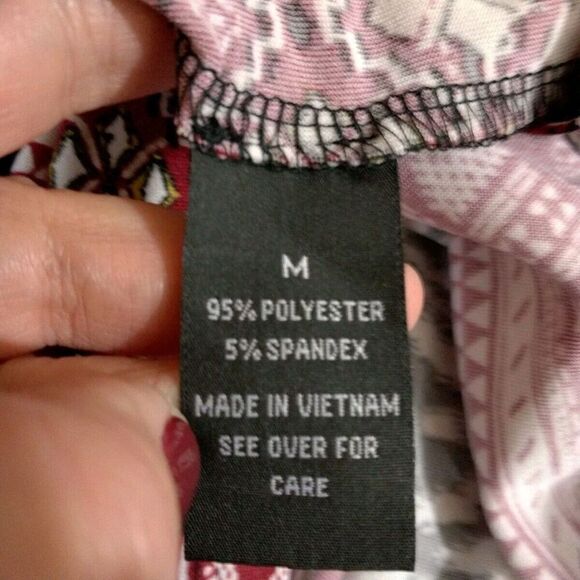 M
95% POLYESTER
5% SPANDEX
MADE IN VIETNAM
SEE OVER FOR
CARE